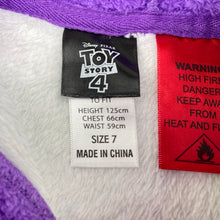 Disney · PIXAR
TOY
STORY
4
TO FIT
HEIGHT 125cm
CHEST 66cm
WAIST 59cm
SIZE 7
MADE IN CHINA
WARNING
HIGH FIRE
DANGER
KEEP AWAY
FROM
HEAT AND